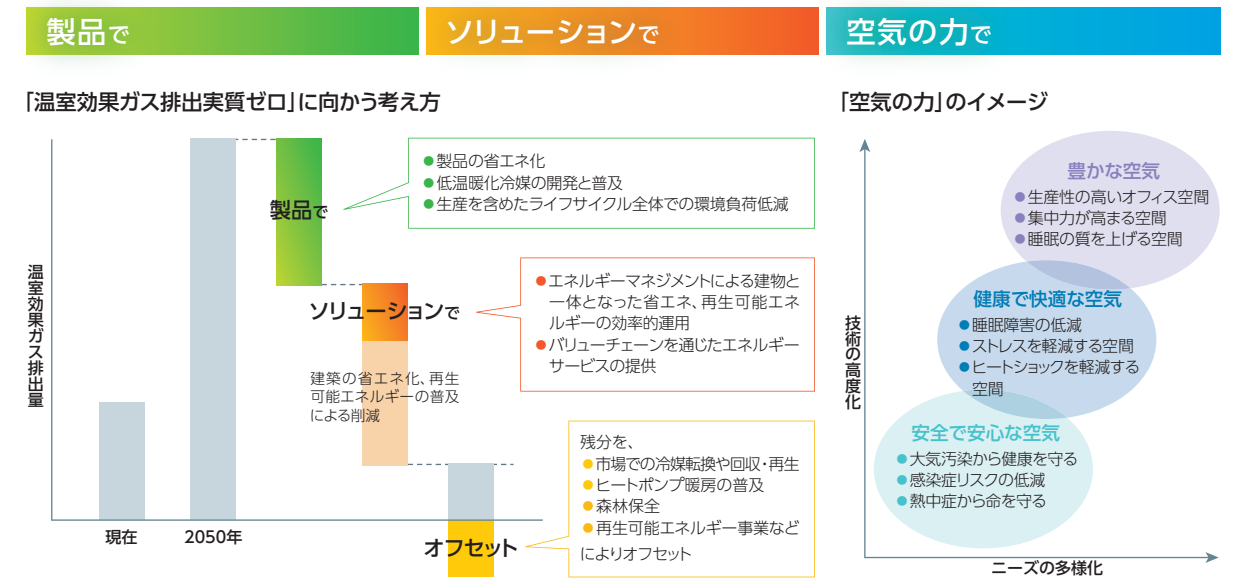 製品で
ソリューションで
空気の力で
「温室効果ガス排出実質ゼロ」に向かう考え方
温室効果ガス排出量
現在
2050年
製品で
●製品の省エネ化
●低温暖化冷媒の開発と普及
●生産を含めたライフサイクル全体での環境負荷低減
ソリューションで
●エネルギーマネジメントによる建物と
一体となった省エネ、再生可能エネ
ルギーの効率的運用
●バリューチェーンを通じたエネルギー
サービスの提供
建築の省エネ化、再生
可能エネルギーの普及
による削減
オフセット
残分を、
●市場での冷媒転換や回収・再生
●ヒートポンプ暖房の普及
●森林保全
●再生可能エネルギー事業など
によりオフセット
「空気の力」のイメージ
技術の高度化
豊かな空気
●生産性の高いオフィス空間
●集中力が高まる空間
●睡眠の質を上げる空間
健康で快適な空気
●睡眠障害の低減
●ストレスを軽減する空間
●ヒートショックを軽減する
空間
安全で安心な空気
●大気汚染から健康を守る
●感染症リスクの低減
●熱中症から命を守る
ニーズの多様化